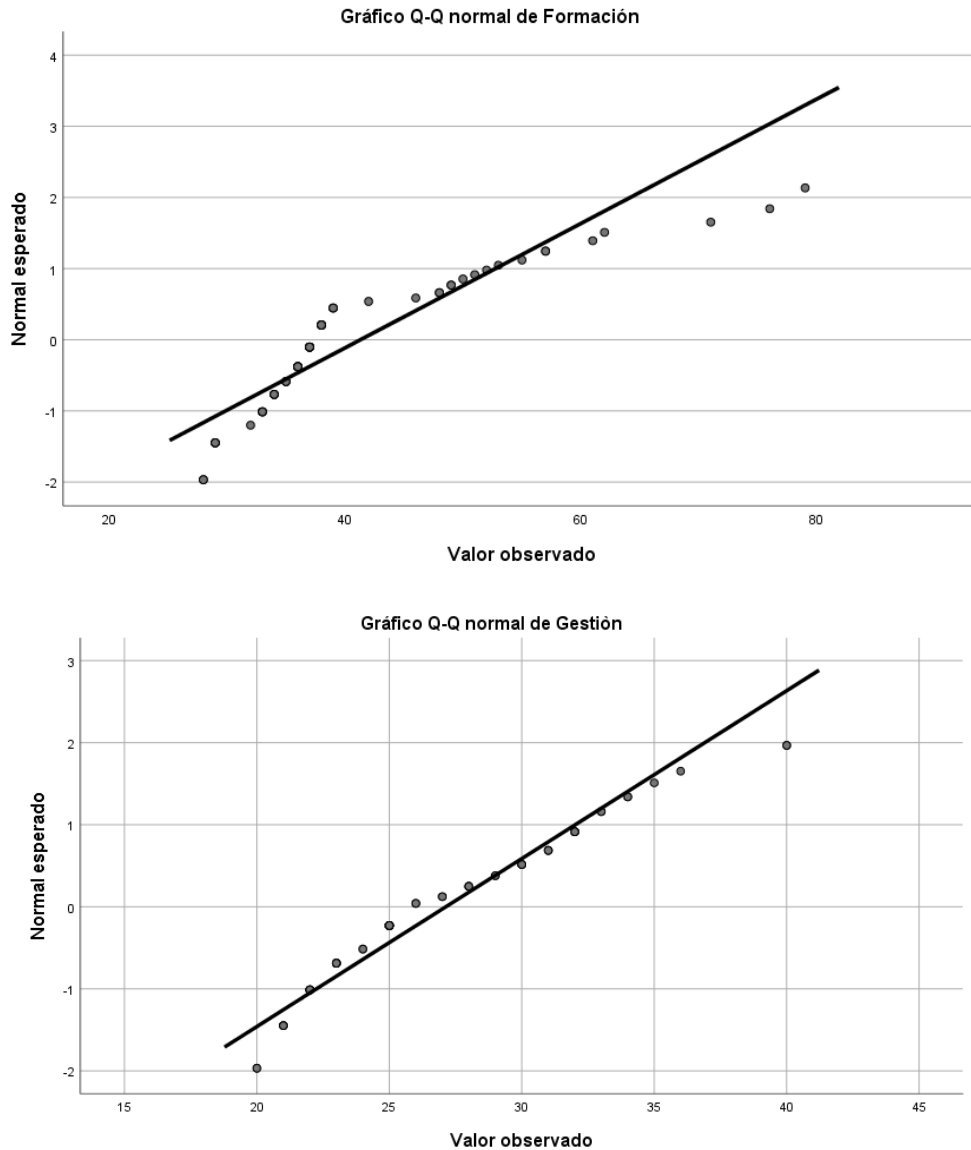 Gráfico Q-Q normal de Formación
4
3
2
1
0
-1
-2
Normal esperado
20 40 60 80
Valor observado
Gráfico Q-Q normal de Gestiòn
3
2
1
0
-1
-2
Normal esperado
15 20 25 30 35 40 45
Valor observado